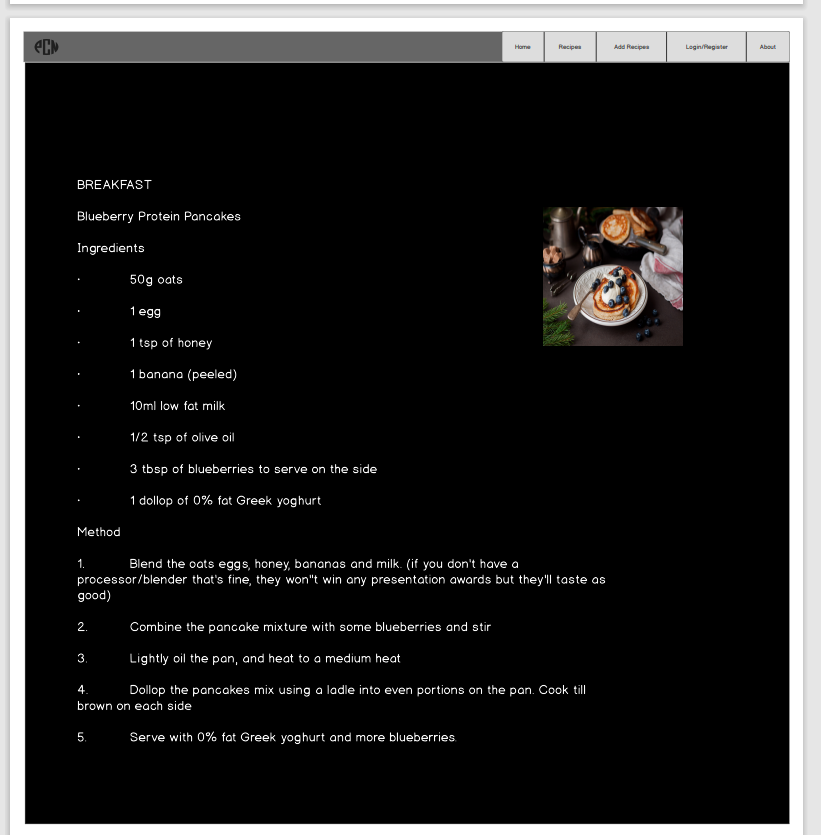 PCN
Home
Recipes
Add Recipes
Login/Register
About
BREAKFAST
Blueberry Protein Pancakes
Ingredients
· 50g oats
· 1 egg
· 1 tsp of honey
· 1 banana (peeled)
· 10ml low fat milk
· 1/2 tsp of olive oil
· 3 tbsp of blueberries to serve on the side
· 1 dollop of 0% fat Greek yoghurt
Method
1. Blend the oats eggs, honey, bananas and milk. (if you don't have a
processor/blender that's fine, they won"t win any presentation awards but they'll taste as
good)
2. Combine the pancake mixture with some blueberries and stir
3. Lightly oil the pan, and heat to a medium heat
4. Dollop the pancakes mix using a ladle into even portions on the pan. Cook till
brown on each side
5. Serve with 0% fat Greek yoghurt and more blueberries.